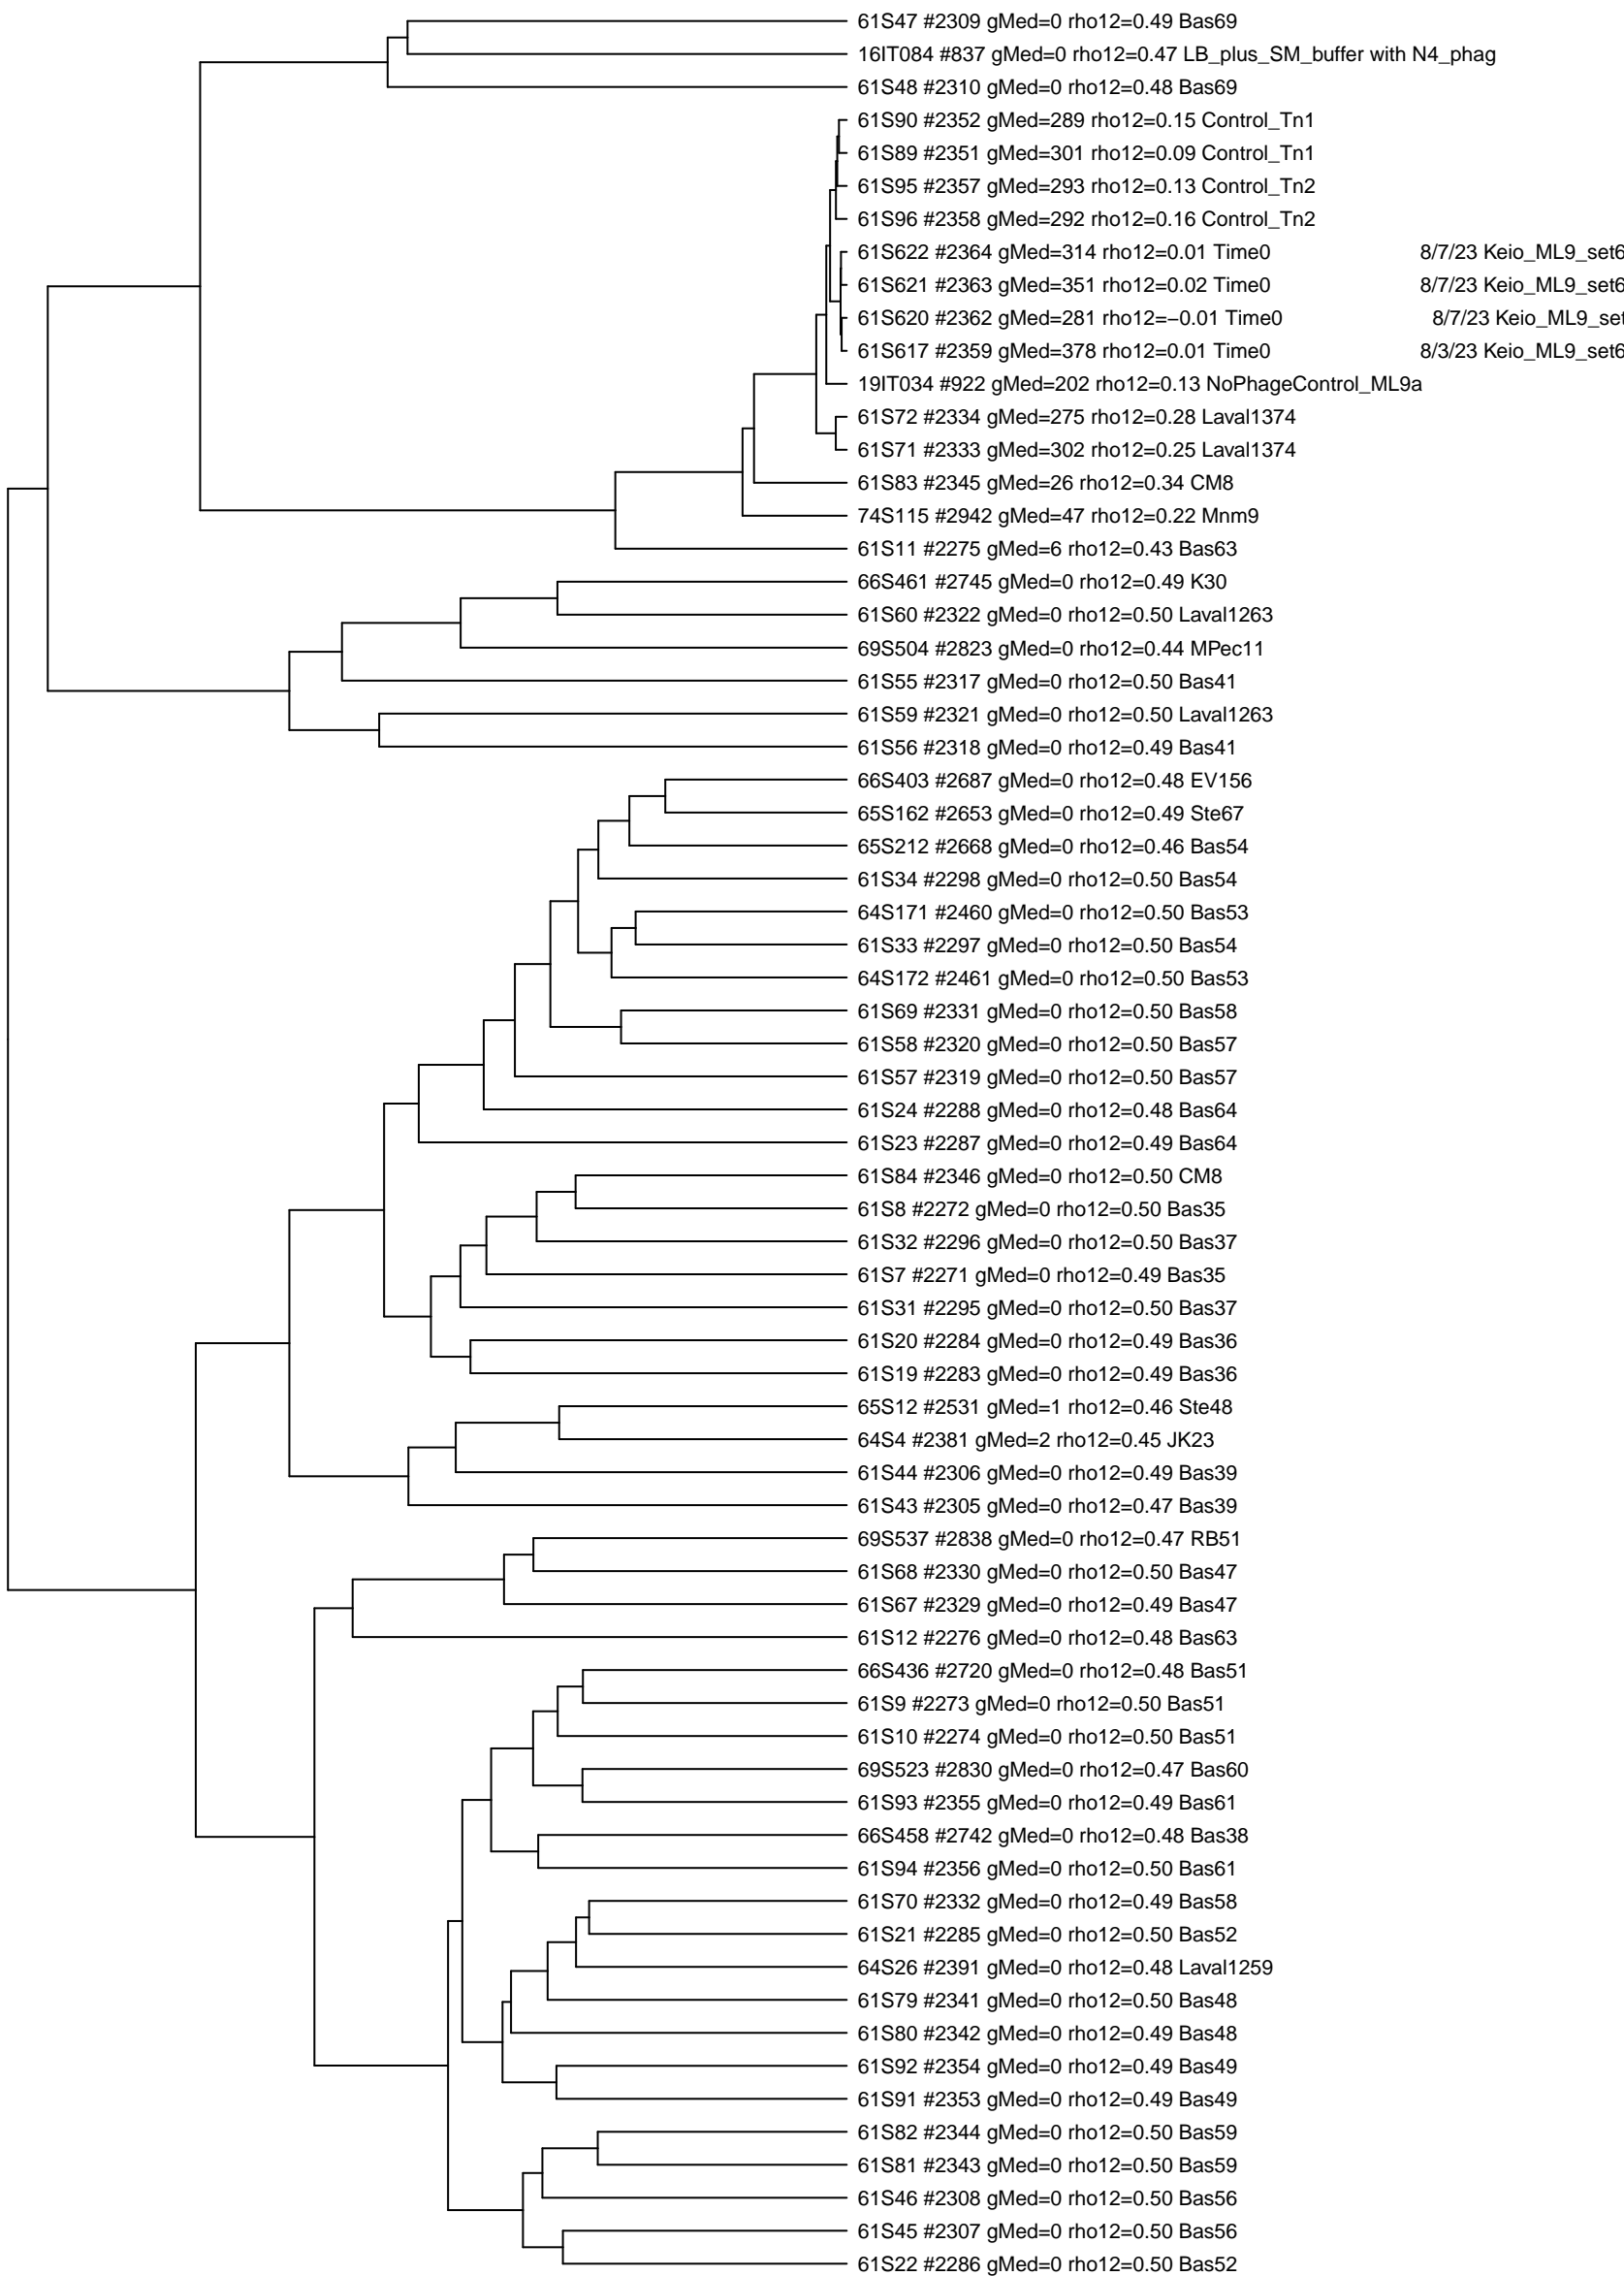 61S47 #2309 gMed=0 rho12=0.49 Bas69
16IT084 #837 gMed=0 rho12=0.47 LB_plus_SM_buffer with N4_phag
61S48 #2310 gMed=0 rho12=0.48 Bas69
61S90 #2352 gMed=289 rho12=0.15 Control_Tn1
61S89 #2351 gMed=301 rho12=0.09 Control_Tn1
61S95 #2357 gMed=293 rho12=0.13 Control_Tn2
61S96 #2358 gMed=292 rho12=0.16 Control_Tn2
61S622 #2364 gMed=314 rho12=0.01 Time0 8/7/23 Keio_ML9_set6
61S621 #2363 gMed=351 rho12=0.02 Time0 8/7/23 Keio_ML9_set6
61S620 #2362 gMed=281 rho12=−0.01 Time0 8/7/23 Keio_ML9_set
61S617 #2359 gMed=378 rho12=0.01 Time0 8/3/23 Keio_ML9_set6
19IT034 #922 gMed=202 rho12=0.13 NoPhageControl_ML9a
61S72 #2334 gMed=275 rho12=0.28 Laval1374
61S71 #2333 gMed=302 rho12=0.25 Laval1374
61S83 #2345 gMed=26 rho12=0.34 CM8
74S115 #2942 gMed=47 rho12=0.22 Mnm9
61S11 #2275 gMed=6 rho12=0.43 Bas63
66S461 #2745 gMed=0 rho12=0.49 K30
61S60 #2322 gMed=0 rho12=0.50 Laval1263
69S504 #2823 gMed=0 rho12=0.44 MPec11
61S55 #2317 gMed=0 rho12=0.50 Bas41
61S59 #2321 gMed=0 rho12=0.50 Laval1263
61S56 #2318 gMed=0 rho12=0.49 Bas41
66S403 #2687 gMed=0 rho12=0.48 EV156
65S162 #2653 gMed=0 rho12=0.49 Ste67
65S212 #2668 gMed=0 rho12=0.46 Bas54
61S34 #2298 gMed=0 rho12=0.50 Bas54
64S171 #2460 gMed=0 rho12=0.50 Bas53
61S33 #2297 gMed=0 rho12=0.50 Bas54
64S172 #2461 gMed=0 rho12=0.50 Bas53
61S69 #2331 gMed=0 rho12=0.50 Bas58
61S58 #2320 gMed=0 rho12=0.50 Bas57
61S57 #2319 gMed=0 rho12=0.50 Bas57
61S24 #2288 gMed=0 rho12=0.48 Bas64
61S23 #2287 gMed=0 rho12=0.49 Bas64
61S84 #2346 gMed=0 rho12=0.50 CM8
61S8 #2272 gMed=0 rho12=0.50 Bas35
61S32 #2296 gMed=0 rho12=0.50 Bas37
61S7 #2271 gMed=0 rho12=0.49 Bas35
61S31 #2295 gMed=0 rho12=0.50 Bas37
61S20 #2284 gMed=0 rho12=0.49 Bas36
61S19 #2283 gMed=0 rho12=0.49 Bas36
65S12 #2531 gMed=1 rho12=0.46 Ste48
64S4 #2381 gMed=2 rho12=0.45 JK23
61S44 #2306 gMed=0 rho12=0.49 Bas39
61S43 #2305 gMed=0 rho12=0.47 Bas39
69S537 #2838 gMed=0 rho12=0.47 RB51
61S68 #2330 gMed=0 rho12=0.50 Bas47
61S67 #2329 gMed=0 rho12=0.49 Bas47
61S12 #2276 gMed=0 rho12=0.48 Bas63
66S436 #2720 gMed=0 rho12=0.48 Bas51
61S9 #2273 gMed=0 rho12=0.50 Bas51
61S10 #2274 gMed=0 rho12=0.50 Bas51
69S523 #2830 gMed=0 rho12=0.47 Bas60
61S93 #2355 gMed=0 rho12=0.49 Bas61
66S458 #2742 gMed=0 rho12=0.48 Bas38
61S94 #2356 gMed=0 rho12=0.50 Bas61
61S70 #2332 gMed=0 rho12=0.49 Bas58
61S21 #2285 gMed=0 rho12=0.50 Bas52
64S26 #2391 gMed=0 rho12=0.48 Laval1259
61S79 #2341 gMed=0 rho12=0.50 Bas48
61S80 #2342 gMed=0 rho12=0.49 Bas48
61S92 #2354 gMed=0 rho12=0.49 Bas49
61S91 #2353 gMed=0 rho12=0.49 Bas49
61S82 #2344 gMed=0 rho12=0.50 Bas59
61S81 #2343 gMed=0 rho12=0.50 Bas59
61S46 #2308 gMed=0 rho12=0.50 Bas56
61S45 #2307 gMed=0 rho12=0.50 Bas56
61S22 #2286 gMed=0 rho12=0.50 Bas52